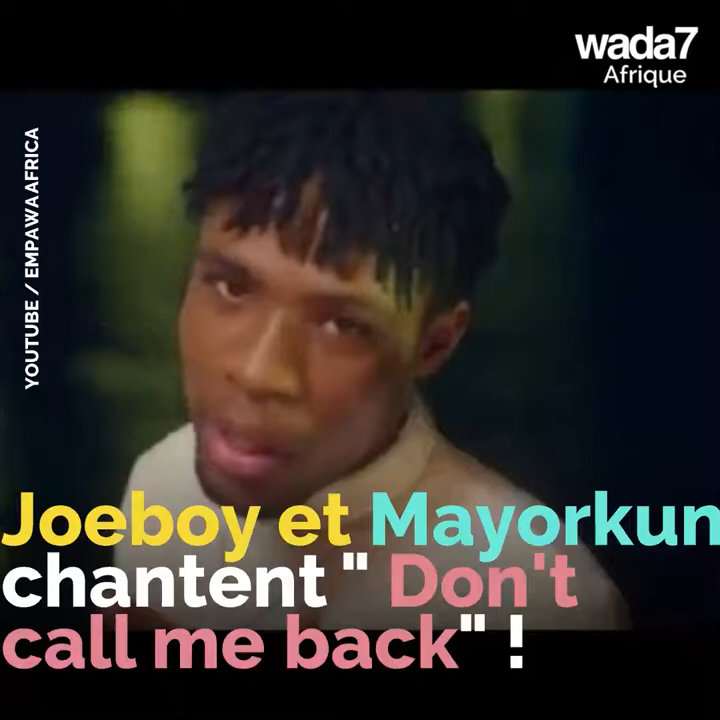 wada7
Afrique
YOUTUBE / EMPAWAAFRICA
Joeboy et Mayorkun
chantent " Don't
call me back" !